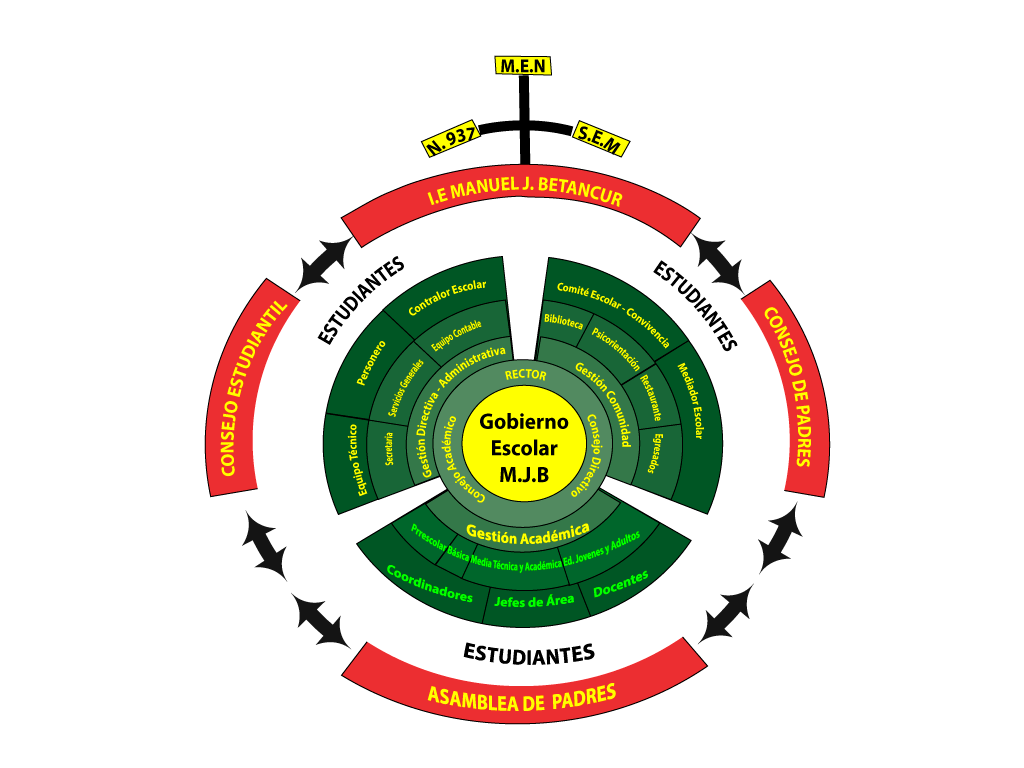 M.E.N
N. 937
S.E.M
I.E MANUEL J. BETANCUR
ESTUDIANTES
ESTUDIANTES
CONSEJO ESTUDIANTIL
CONSEJO DE PADRES
Contralor Escolar
Personero
Equipo Técnico
Equipo Contable
Servicios Generales
Secretaria
Gestión Directiva - Administrativa
Comité Escolar - Convivencia
Mediador Escolar
Biblioteca
Psicorientación
Restaurante
Egresados
Gestión Comunidad
RECTOR
Consejo Académico
Consejo Directivo
Gobierno
Escolar
M.J.B
Gestión Académica
Prrescolar
Básica
Media Técnica y Académica
Ed. Jovenes y Adultos
Coordinadores
Jefes de Área
Docentes
ESTUDIANTES
ASAMBLEA DE PADRES